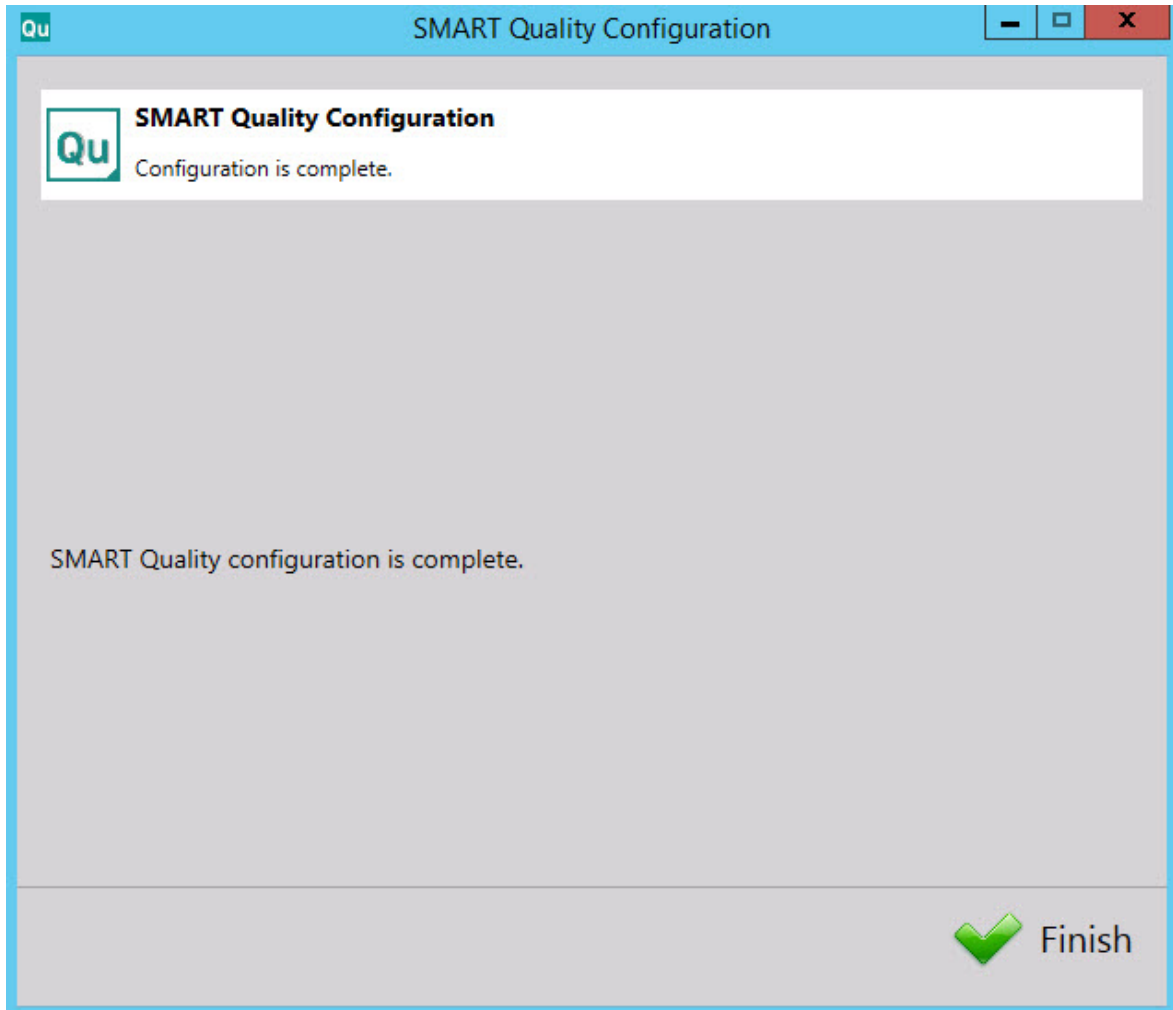 Qu
SMART Quality Configuration
X
Qu
SMART Quality Configuration
Configuration is complete.
SMART Quality configuration is complete.
Finish